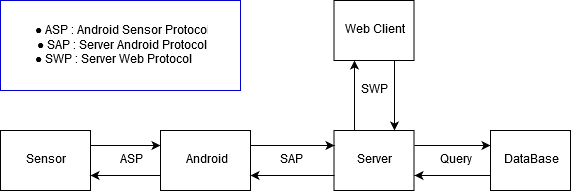 ● ASP : Android Sensor Protocol
● SAP : Server Android Protocol
● SWP : Server Web Protocol
Web Client
SWP
Sensor
ASP
Android
SAP
Server
Query
DataBase